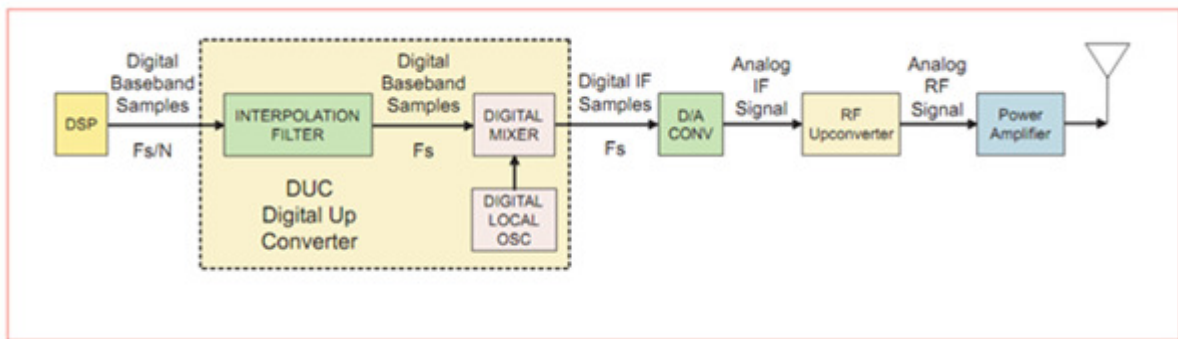 DSP
Digital
Baseband
Samples
Fs/N
INTERPOLATION
FILTER
DUC
Digital Up
Converter
Digital
Baseband
Samples
Fs
DIGITAL
MIXER
DIGITAL
LOCAL
OSC
Digital IF
Samples
Fs
D/A
CONV
Analog
IF
Signal
RF
Upconverter
Analog
RF
Signal
Power
Amplifier